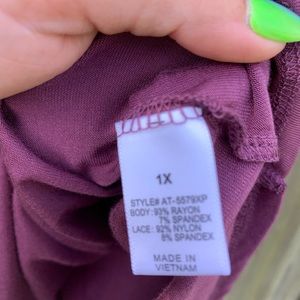 1X
STYLE# AT-5579XP
BODY: 93% RAYON
7% SPANDEX
LACE: 92% NYLON
8% SPANDEX
MADE IN
VIETNAM